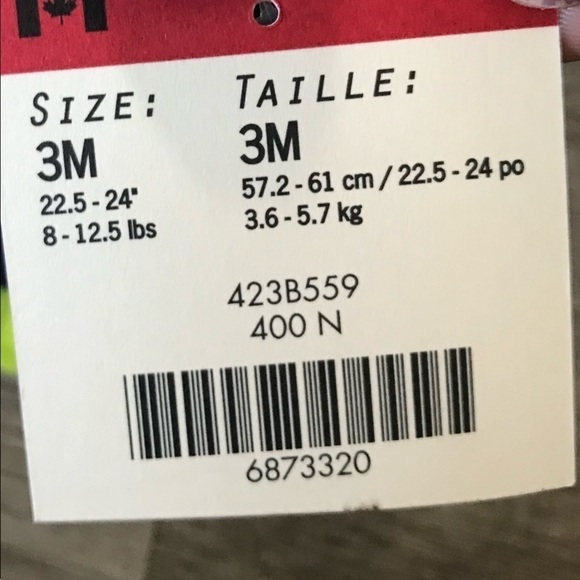 SIZE:
3M
22.5 - 24"
8 - 12.5 lbs
TAILLE:
3M
57.2 - 61 cm / 22.5 - 24 po
3.6 - 5.7 kg
423B559
400 N
6873320